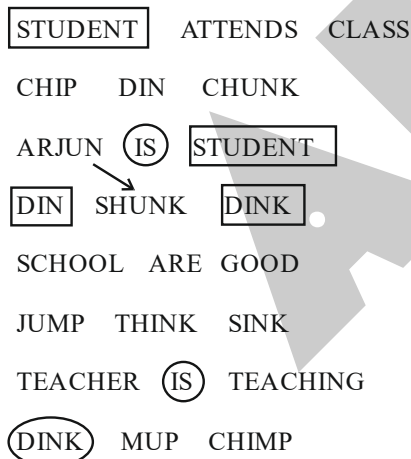 STUDENT ATTENDS CLASS
CHIP DIN CHUNK
ARJUN IS STUDENT
DIN SHUNK DINK
SCHOOL ARE GOOD
JUMP THINK SINK
TEACHER IS TEACHING
DINK MUP CHIMP